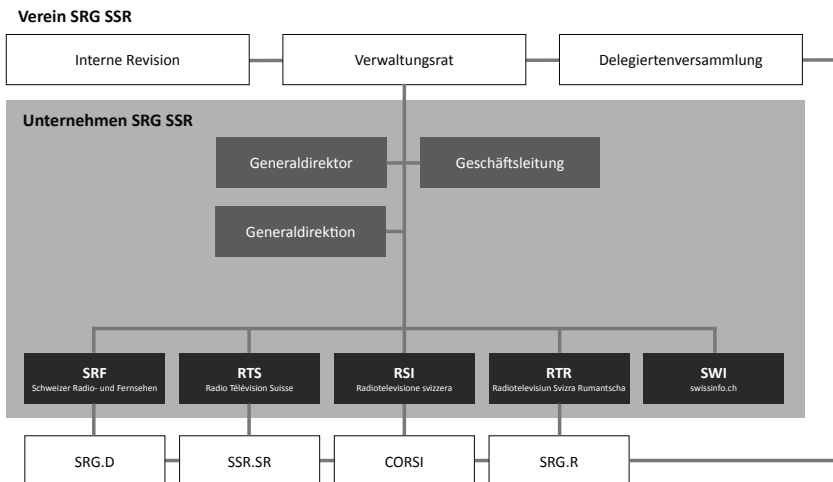 Verein SRG SSR
Interne Revision
Verwaltungsrat
Delegiertenversammlung
Unternehmen SRG SSR
Generaldirektor
Geschäftsleitung
Generaldirektion
SRF
Schweizer Radio- und Fernsehen
RTS
Radio Télévision Suisse
RSI
Radiotelevisione svizzera
RTR
Radiotelevisiun Svizra Rumantscha
SWI
swissinfo.ch
SRG.D
SSR.SR
CORSI
SRG.R